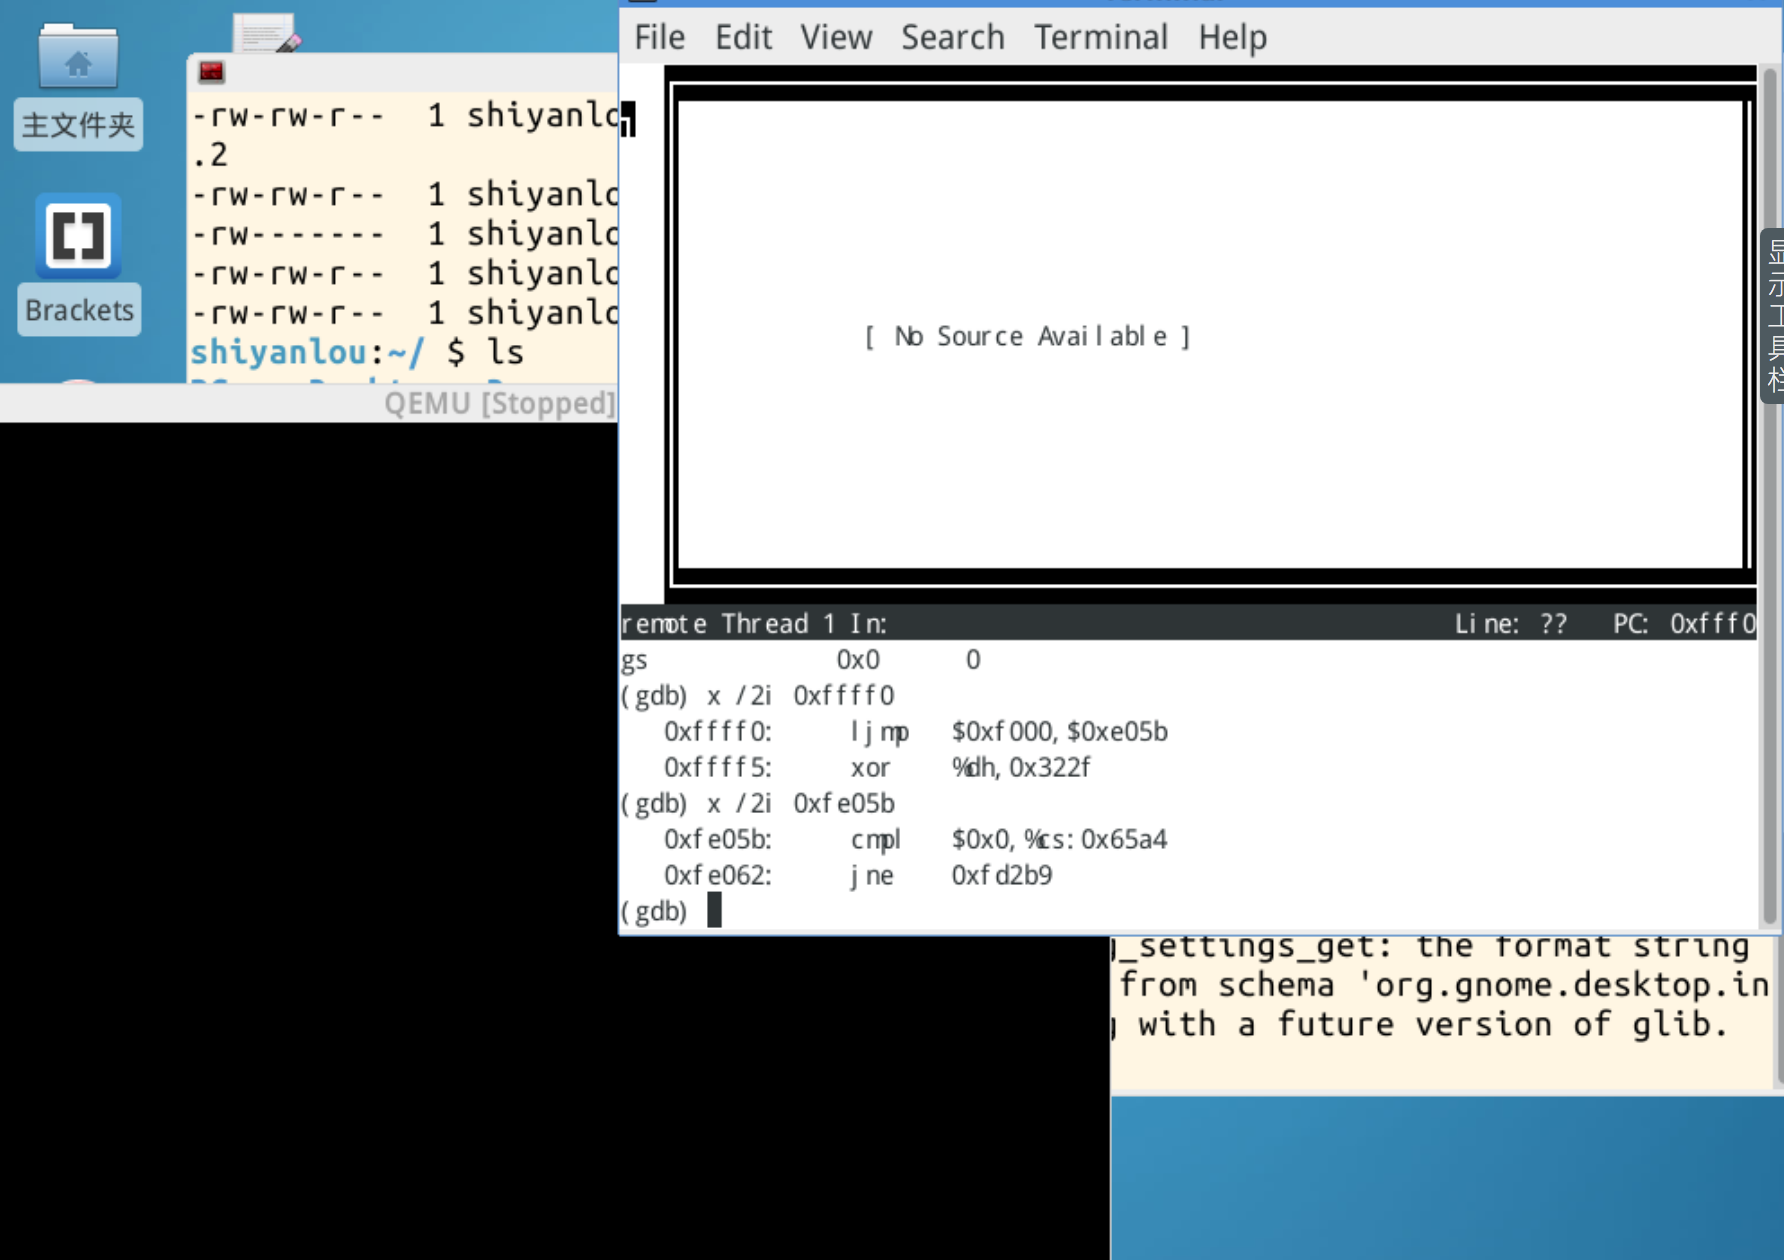 File Edit View Search Terminal Help
主文件夹
Brackets
-rw-rw-r-- 1 shiyanlo
.2
-rw-rw-r-- 1 shiyanlo
-rw------- 1 shiyanlo
-rw-rw-r-- 1 shiyanlo
-rw-rw-r-- 1 shiyanlo
shiyanlou:~/ $ ls
QEMU [Stopped]
[ No Source Available ]
remote Thread 1 In: Line: ?? PC: 0xfff0
gs 0x0 0
(gdb) x /2i 0xffff0
0xffff0: ljmp $0xf000,$0xe05b
0xffff5: xor %dh,0x322f
(gdb) x /2i 0xfe05b
0xfe05b: cmpl $0x0,%cs:0x65a4
0xfe062: jne 0xfd2b9
(gdb)
_settings_get: the format string
from schema 'org.gnome.desktop.in
with a future version of glib.
显示工具栏